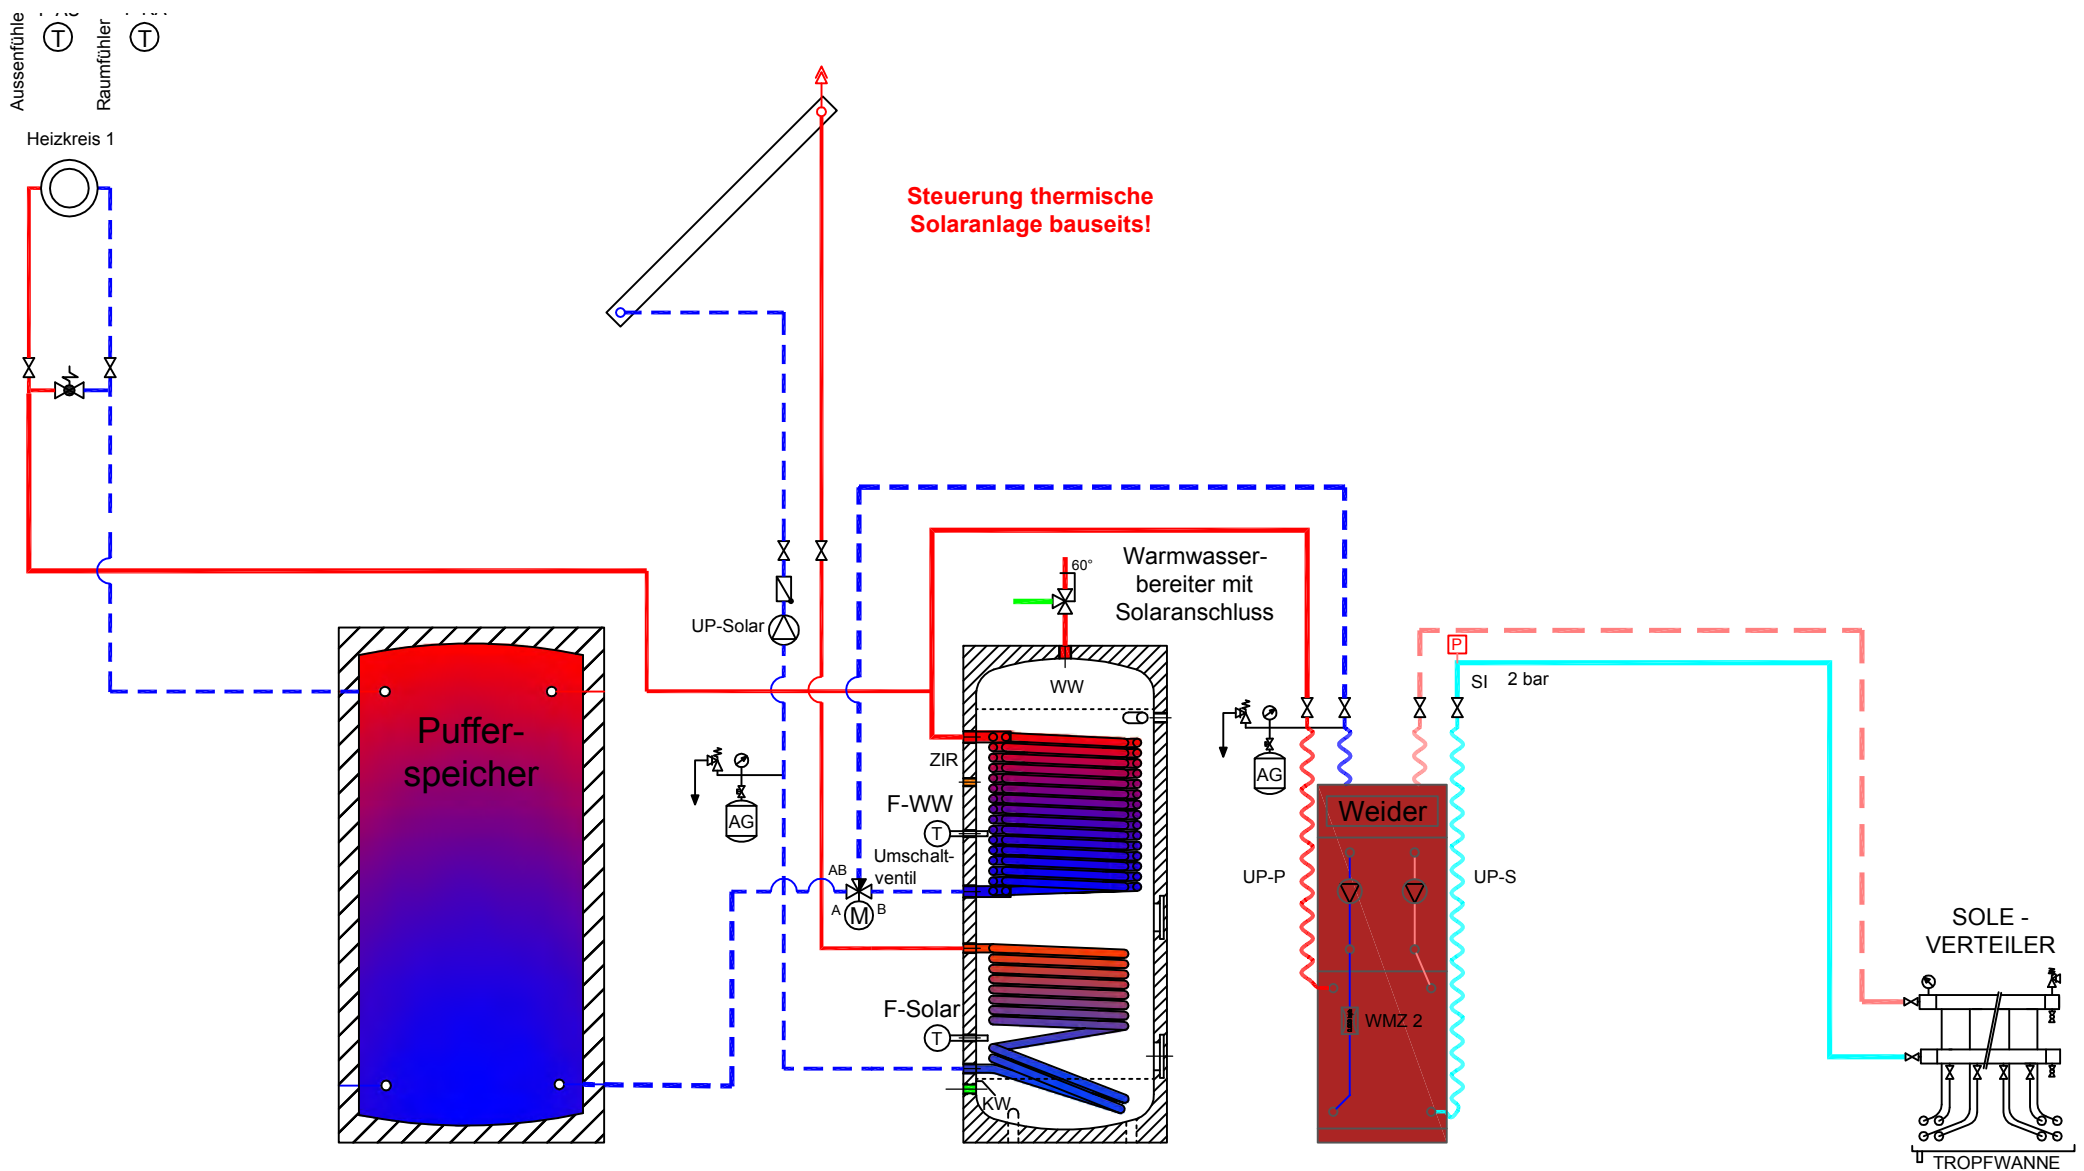 Aussenfühle
T
Raumfühler
T
Heizkreis 1
Steuerung thermische
Solaranlage bauseits!
60°
Warmwasser-
bereiter mit
Solaranschluss
UP-Solar
WW
P
SI
2 bar
Puffer-
speicher
ZIR
AG
F-WW
T
AG
Weider
Umschalt-
ventil
AB
A
M
B
UP-P
UP-S
SOLE -
VERTEILER
F-Solar
T
WMZ 2
KW
TROPFWANNE